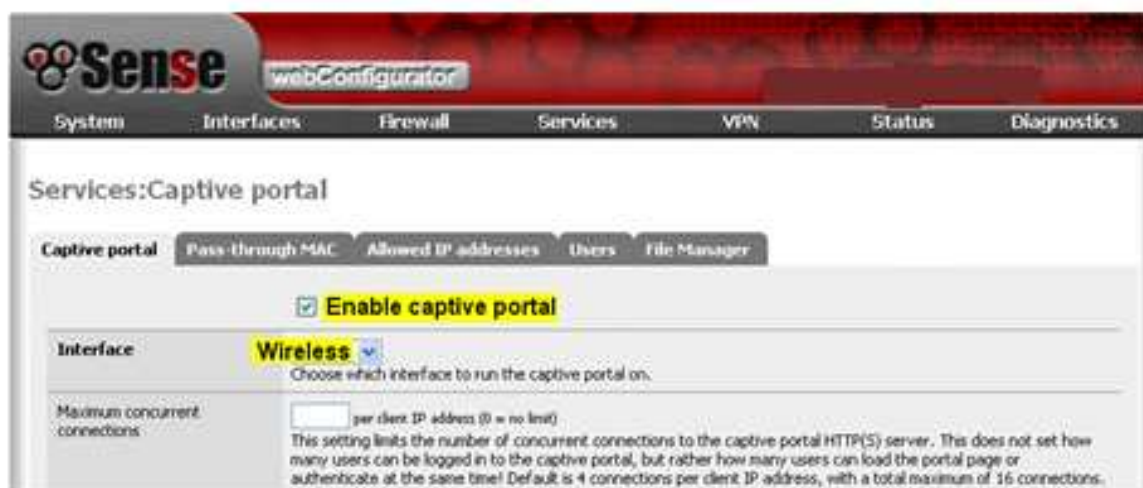 pfSense
webConfigurator
System Interfaces Firewall Services VPN Status Diagnostics
Services:Captive portal
Captive portal Pass-through MAC Allowed IP addresses Users File Manager
Enable captive portal
Interface Wireless
Choose which interface to run the captive portal on.
Maximum concurrent connections
per client IP address (0 = no limit)
This setting limits the number of concurrent connections to the captive portal HTTP(S) server. This does not set how
many users can be logged in to the captive portal, but rather how many users can load the portal page or
authenticate at the same time! Default is 4 connections per client IP address, with a total maximum of 16 connections.